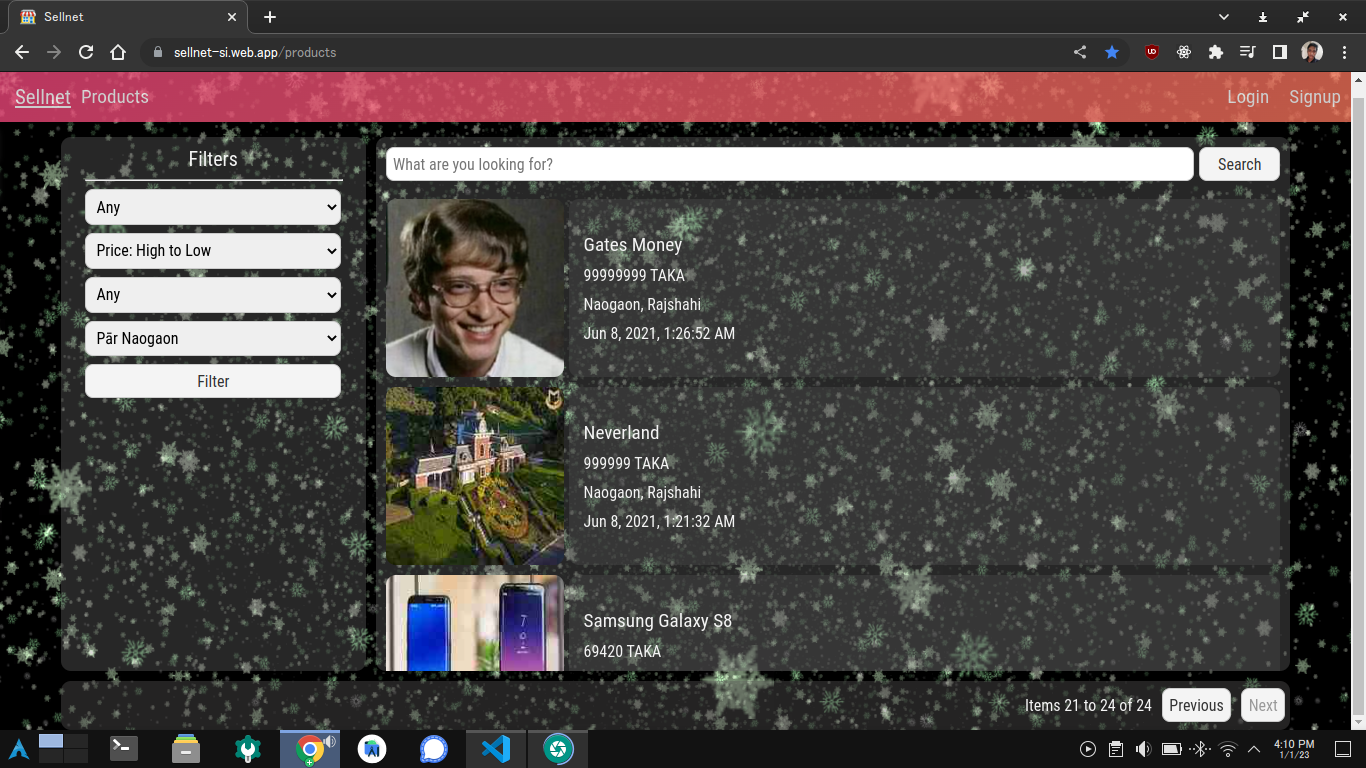 Sellnet
sellnet-si.web.app/products
Sellnet Products Login Signup
Filters
Any
Price: High to Low
Any
Pār Naogaon
Filter
What are you looking for? Search
Gates Money
99999999 TAKA
Naogaon, Rajshahi
Jun 8, 2021, 1:26:52 AM
Neverland
999999 TAKA
Naogaon, Rajshahi
Jun 8, 2021, 1:21:32 AM
Samsung Galaxy S8
69420 TAKA
Items 21 to 24 of 24 Previous Next
4:10 PM
1/1/23